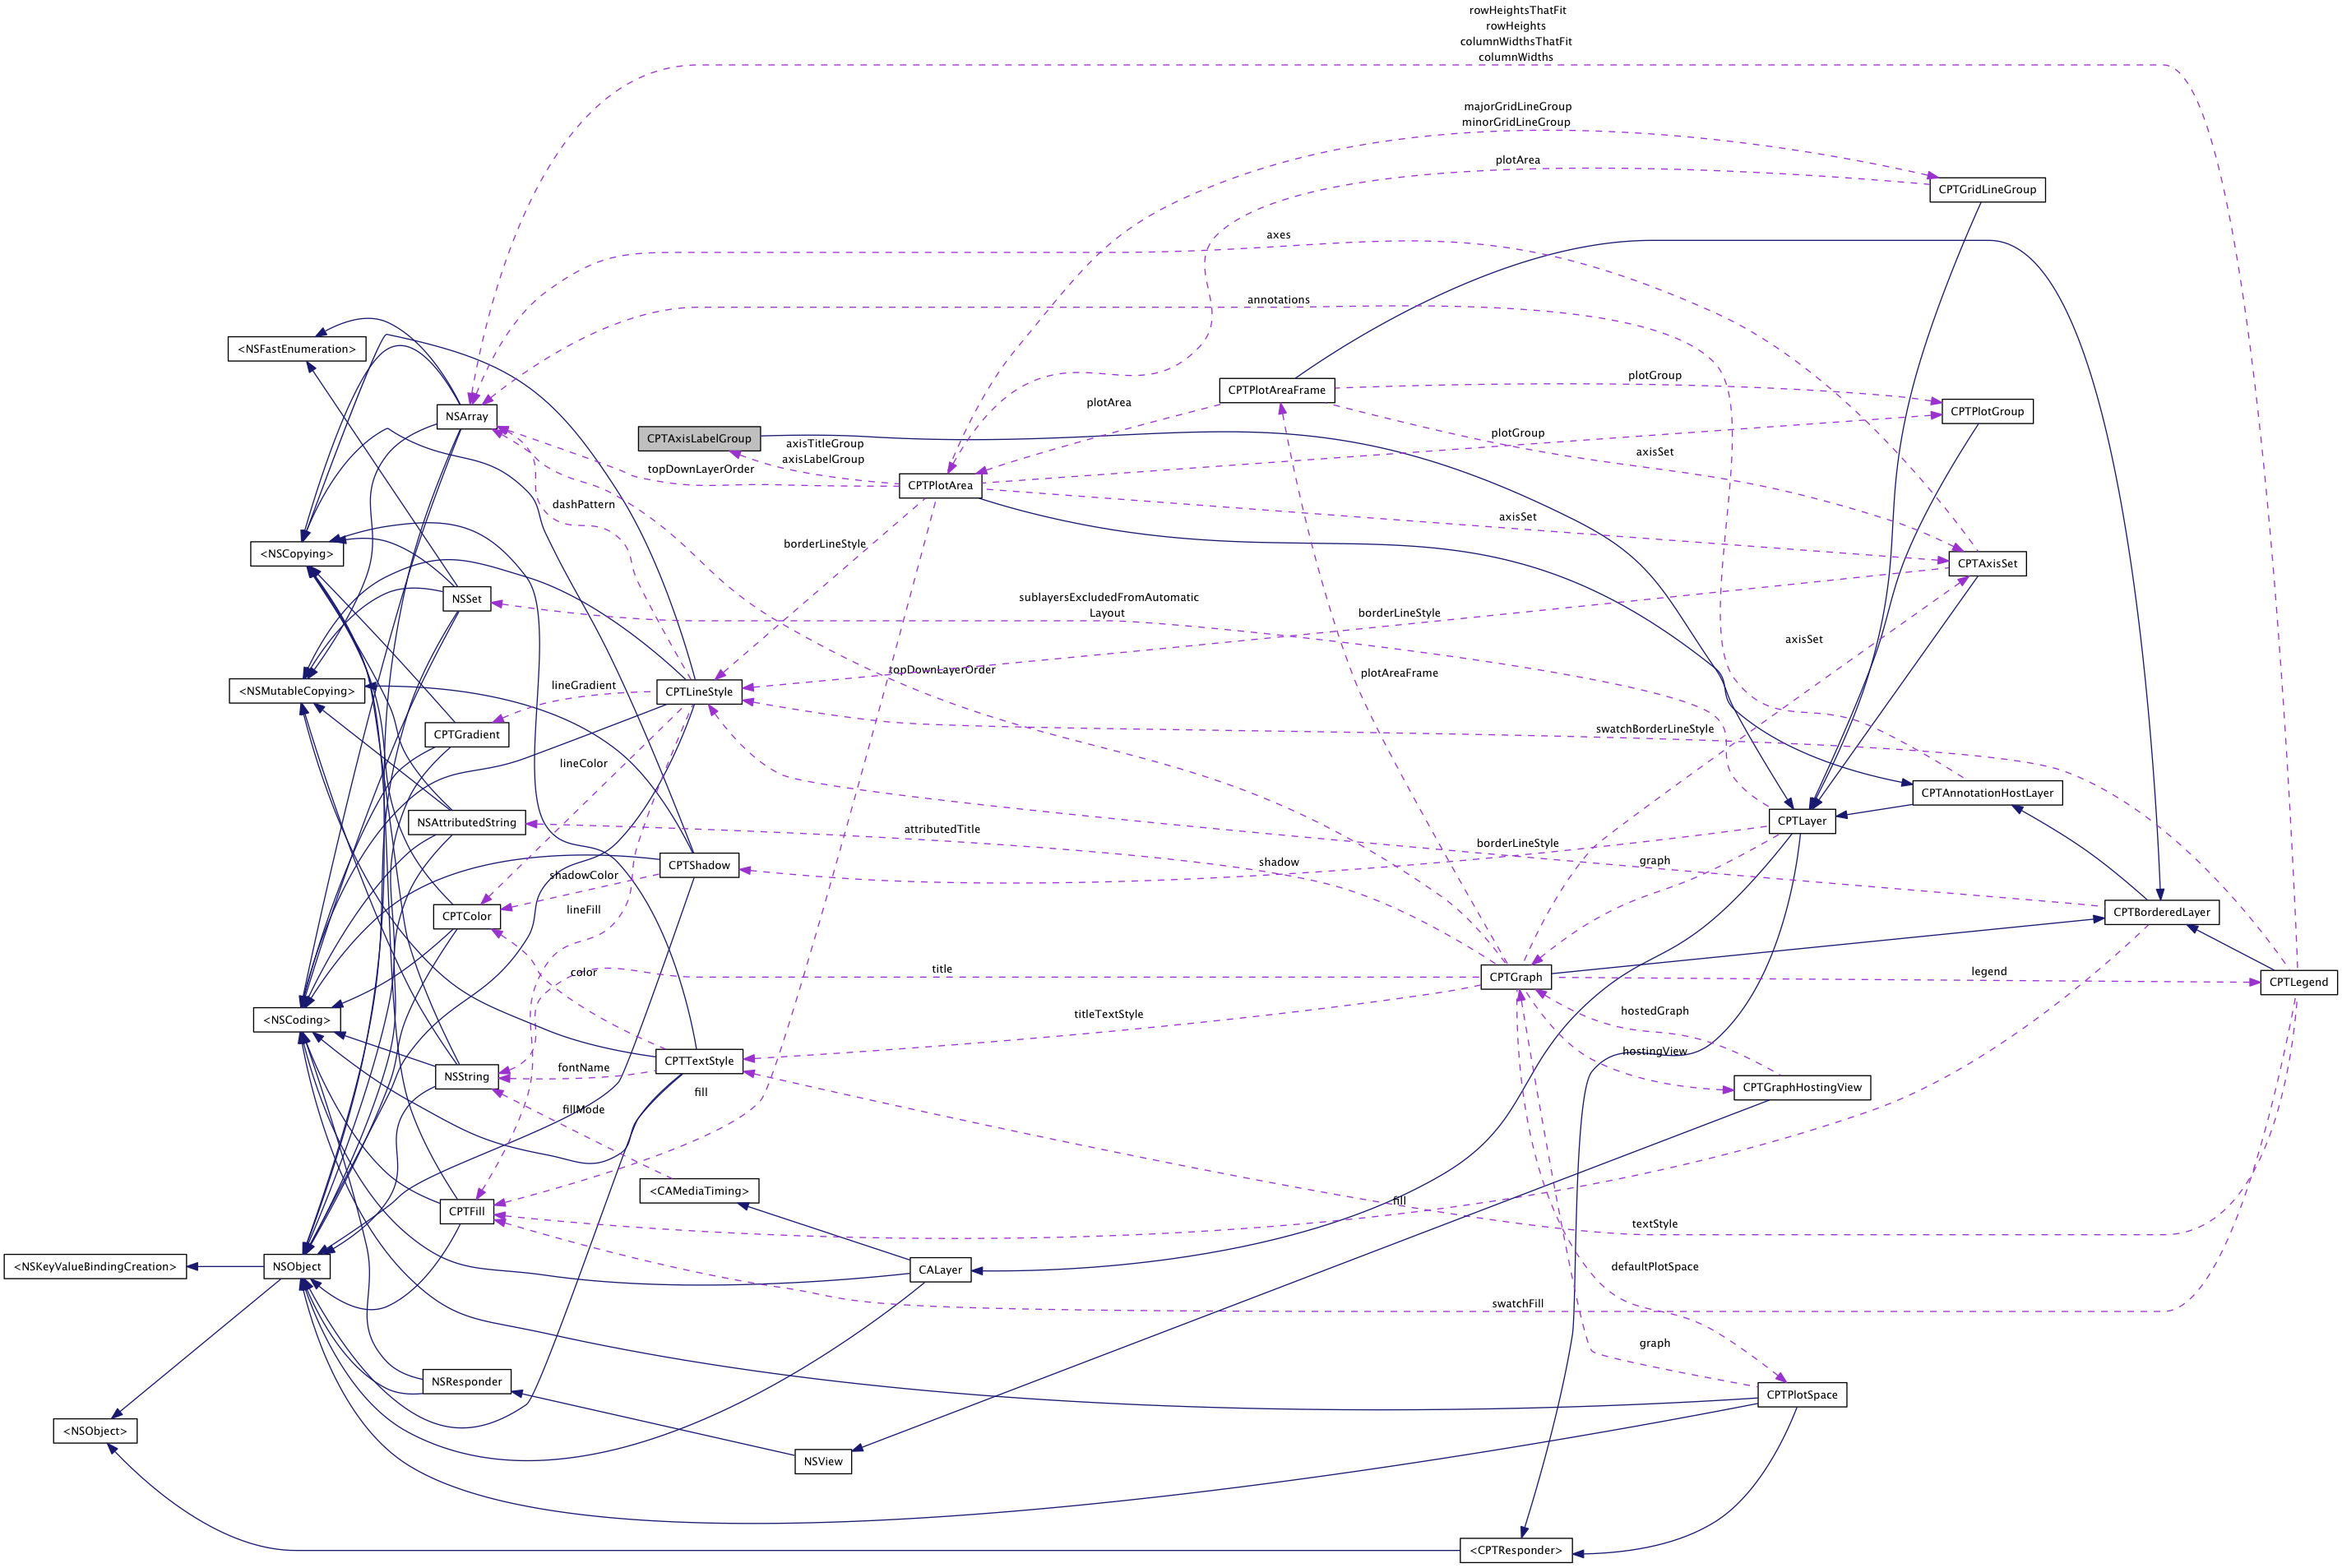 rowHeightsThatFit
rowHeights
columnWidthsThatFit
columnWidths
majorGridLineGroup
minorGridLineGroup
plotArea
CPTGridLineGroup
axes
annotations
<NSFastEnumeration>
plotGroup
CPTPlotAreaFrame
plotArea
CPTPlotGroup
NSArray
CPTAxisLabelGroup
axisTitleGroup
axisLabelGroup
plotGroup
axisSet
topDownLayerOrder
CPTPlotArea
dashPattern
axisSet
borderLineStyle
<NSCopying>
CPTAxisSet
NSSet
sublayersExcludedFromAutomatic
Layout
borderLineStyle
axisSet
topDownLayerOrder
plotAreaFrame
lineGradient
<NSMutableCopying>
CPTLineStyle
swatchBorderLineStyle
CPTGradient
lineColor
CPTAnnotationHostLayer
NSAttributedString
attributedTitle
CPTLayer
borderLineStyle
shadow
graph
CPTShadow
shadowColor
lineFill
CPTColor
CPTBorderedLayer
color
title
CPTGraph
legend
CPTLegend
<NSCoding>
titleTextStyle
hostedGraph
hostingView
CPTTextStyle
fontName
NSString
fill
CPTGraphHostingView
fillMode
<CAMediaTiming>
fill
CPTFill
textStyle
<NSKeyValueBindingCreation>
NSObject
CALayer
defaultPlotSpace
swatchFill
graph
NSResponder
CPTPlotSpace
<NSObject>
NSView
<CPTResponder>